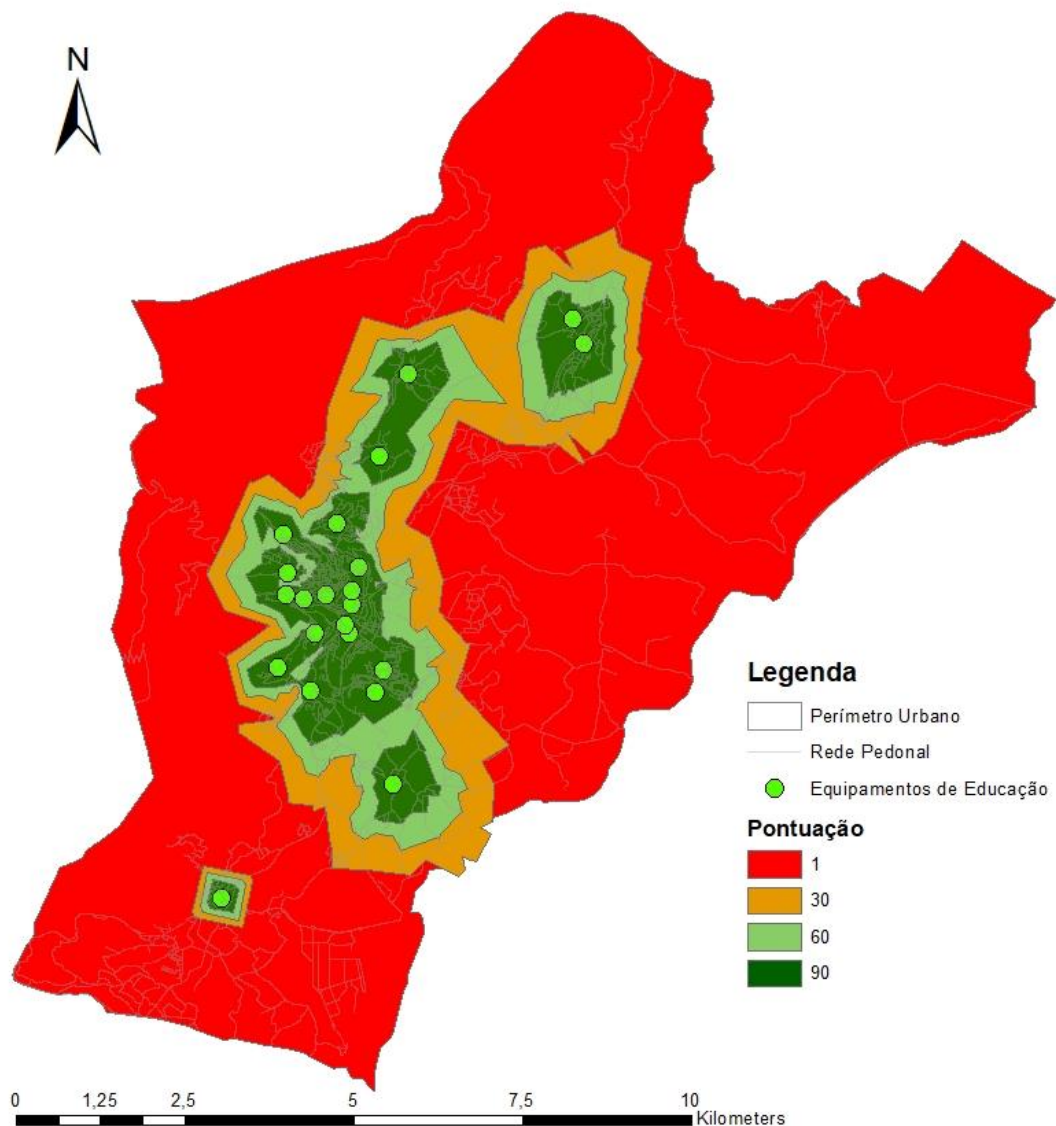 N
Legenda
Perímetro Urbano
Rede Pedonal
Equipamentos de Educação
Pontuação
1
30
60
90
0 1,25 2,5 5 7,5 10
Kilometers